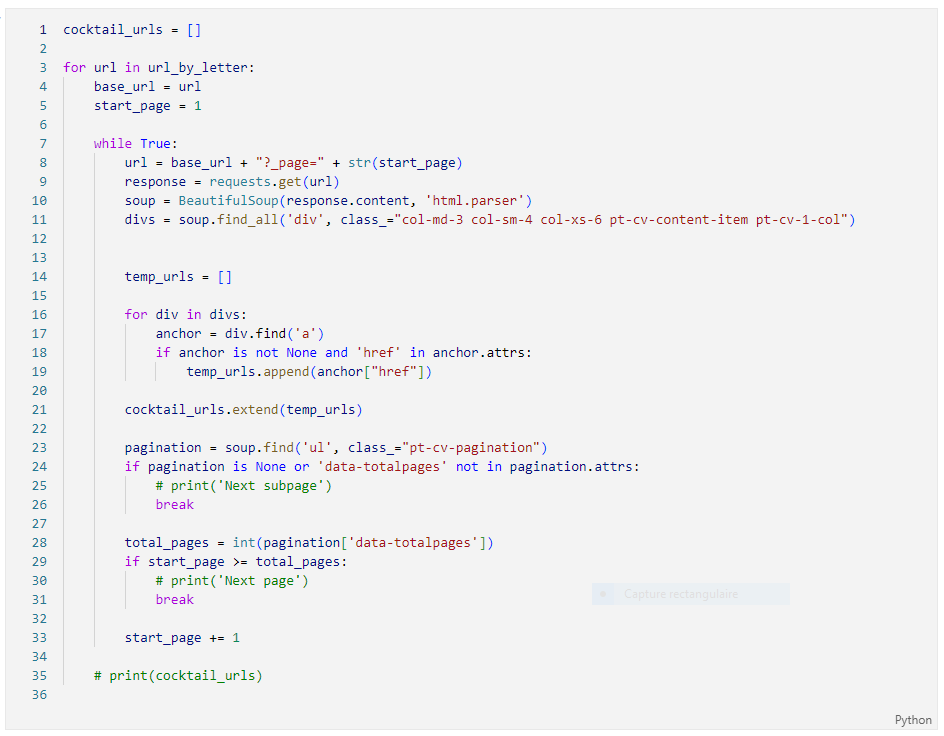 1 cocktail_urls = []
2
3 for url in url_by_letter:
4     base_url = url
5     start_page = 1
6
7     while True:
8         url = base_url + "?_page=" + str(start_page)
9         response = requests.get(url)
10         soup = BeautifulSoup(response.content, 'html.parser')
11         divs = soup.find_all('div', class_="col-md-3 col-sm-4 col-xs-6 pt-cv-content-item pt-cv-1-col")
12
13
14         temp_urls = []
15
16         for div in divs:
17             anchor = div.find('a')
18             if anchor is not None and 'href' in anchor.attrs:
19                 temp_urls.append(anchor["href"])
20
21         cocktail_urls.extend(temp_urls)
22
23         pagination = soup.find('ul', class_="pt-cv-pagination")
24         if pagination is None or 'data-totalpages' not in pagination.attrs:
25             # print('Next subpage')
26             break
27
28         total_pages = int(pagination['data-totalpages'])
29         if start_page >= total_pages:
30             # print('Next page')
31             break
Capture rectangulaire
32
33         start_page += 1
34
35     # print(cocktail_urls)
36
Python